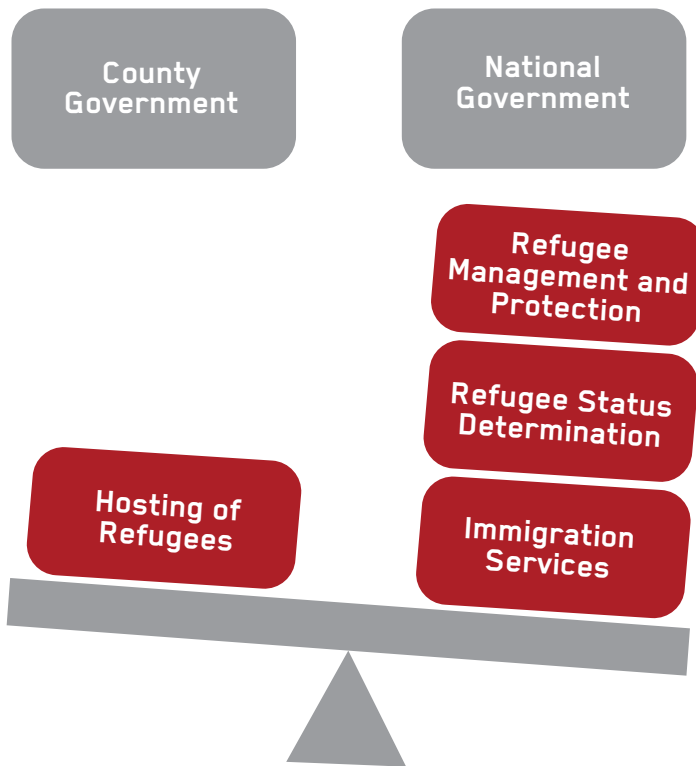 County
Government
National
Government
Refugee
Management and
Protection
Refugee Status
Determination
Hosting of
Refugees
Immigration
Services